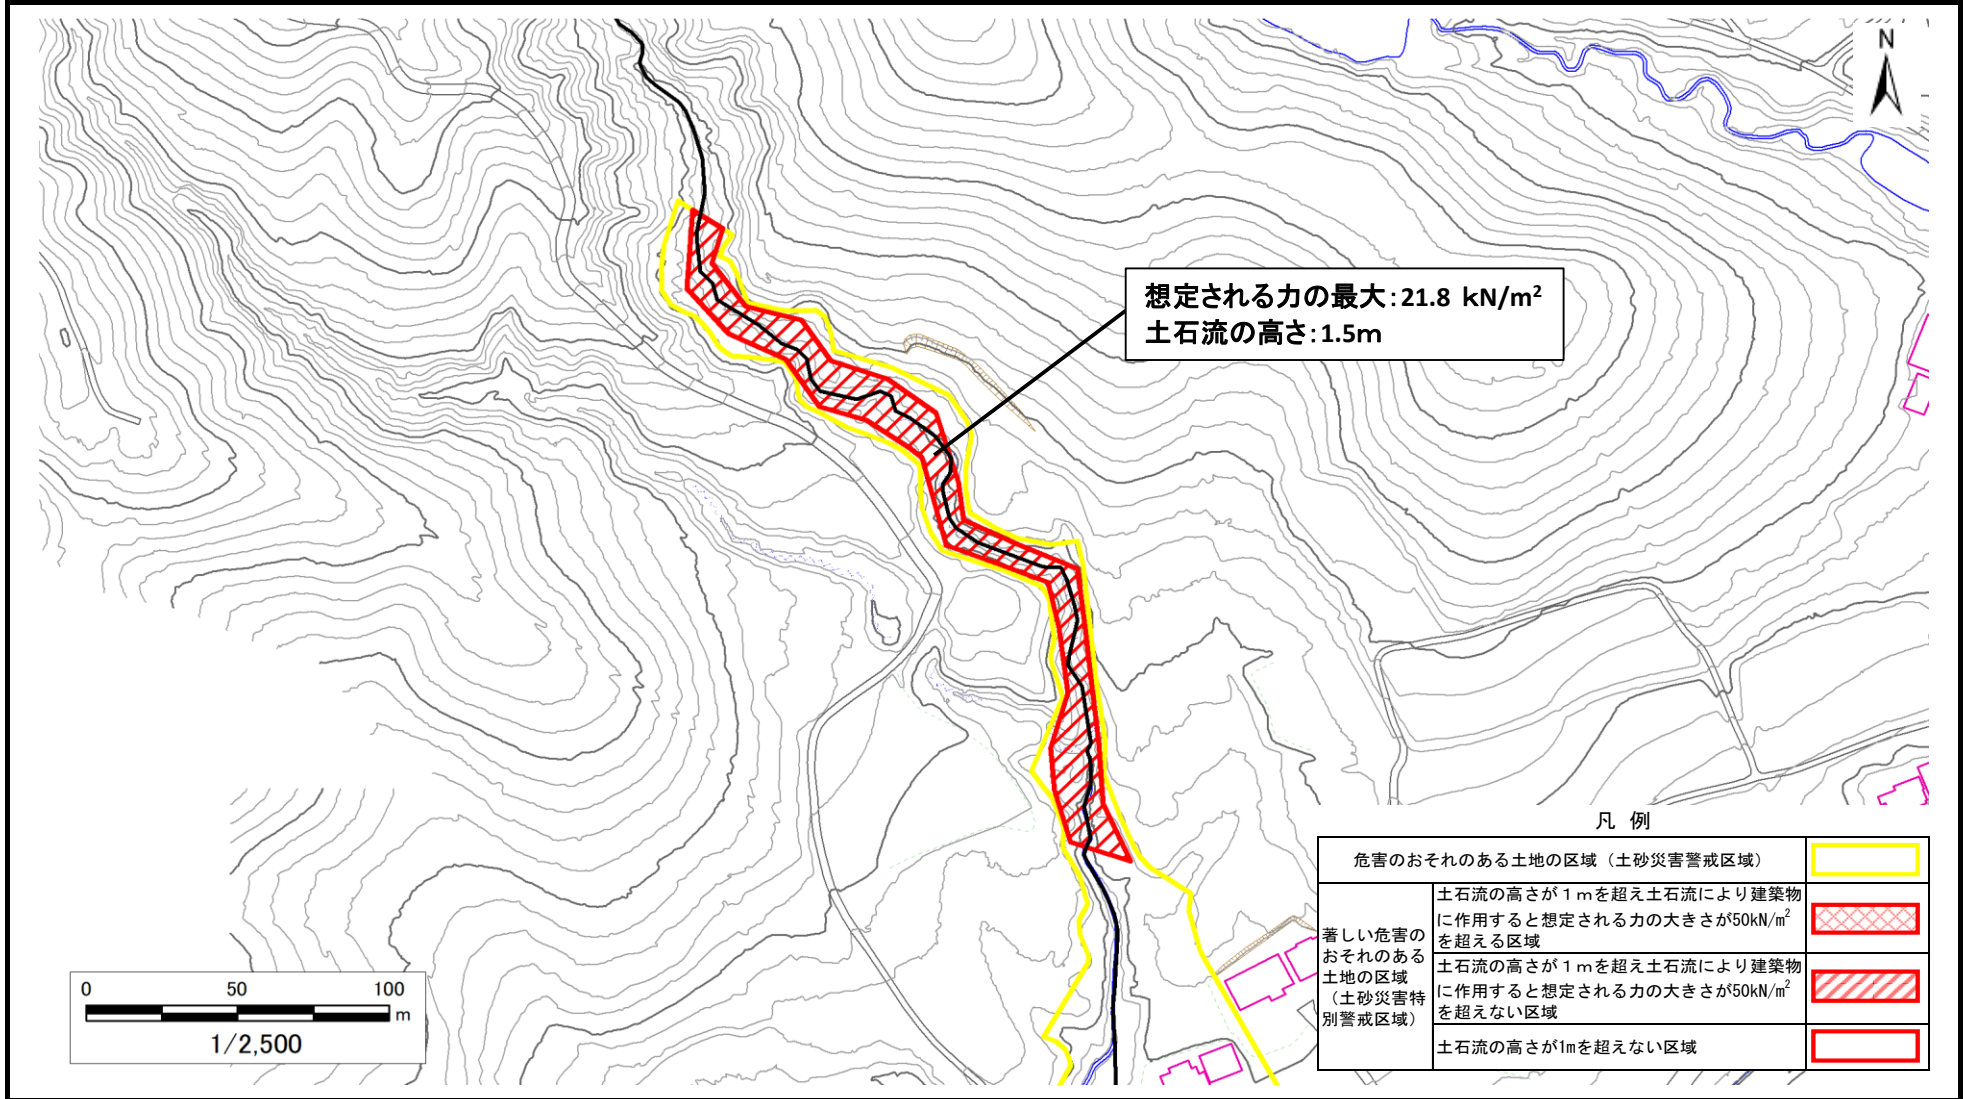 N
想定される力の最大:21.8 kN/m²
土石流の高さ:1.5m
凡 例
危害のおそれのある土地の区域（土砂災害警戒区域）
著しい危害の
おそれのある
土地の区域
（土砂災害特
別警戒区域）
土石流の高さが１ｍを超え土石流により建築物
に作用すると想定される力の大きさが50kN/㎡
を超える区域
土石流の高さが１ｍを超え土石流により建築物
に作用すると想定される力の大きさが50kN/㎡
を超えない区域
土石流の高さが1mを超えない区域
0 50 100
m
1/2,500